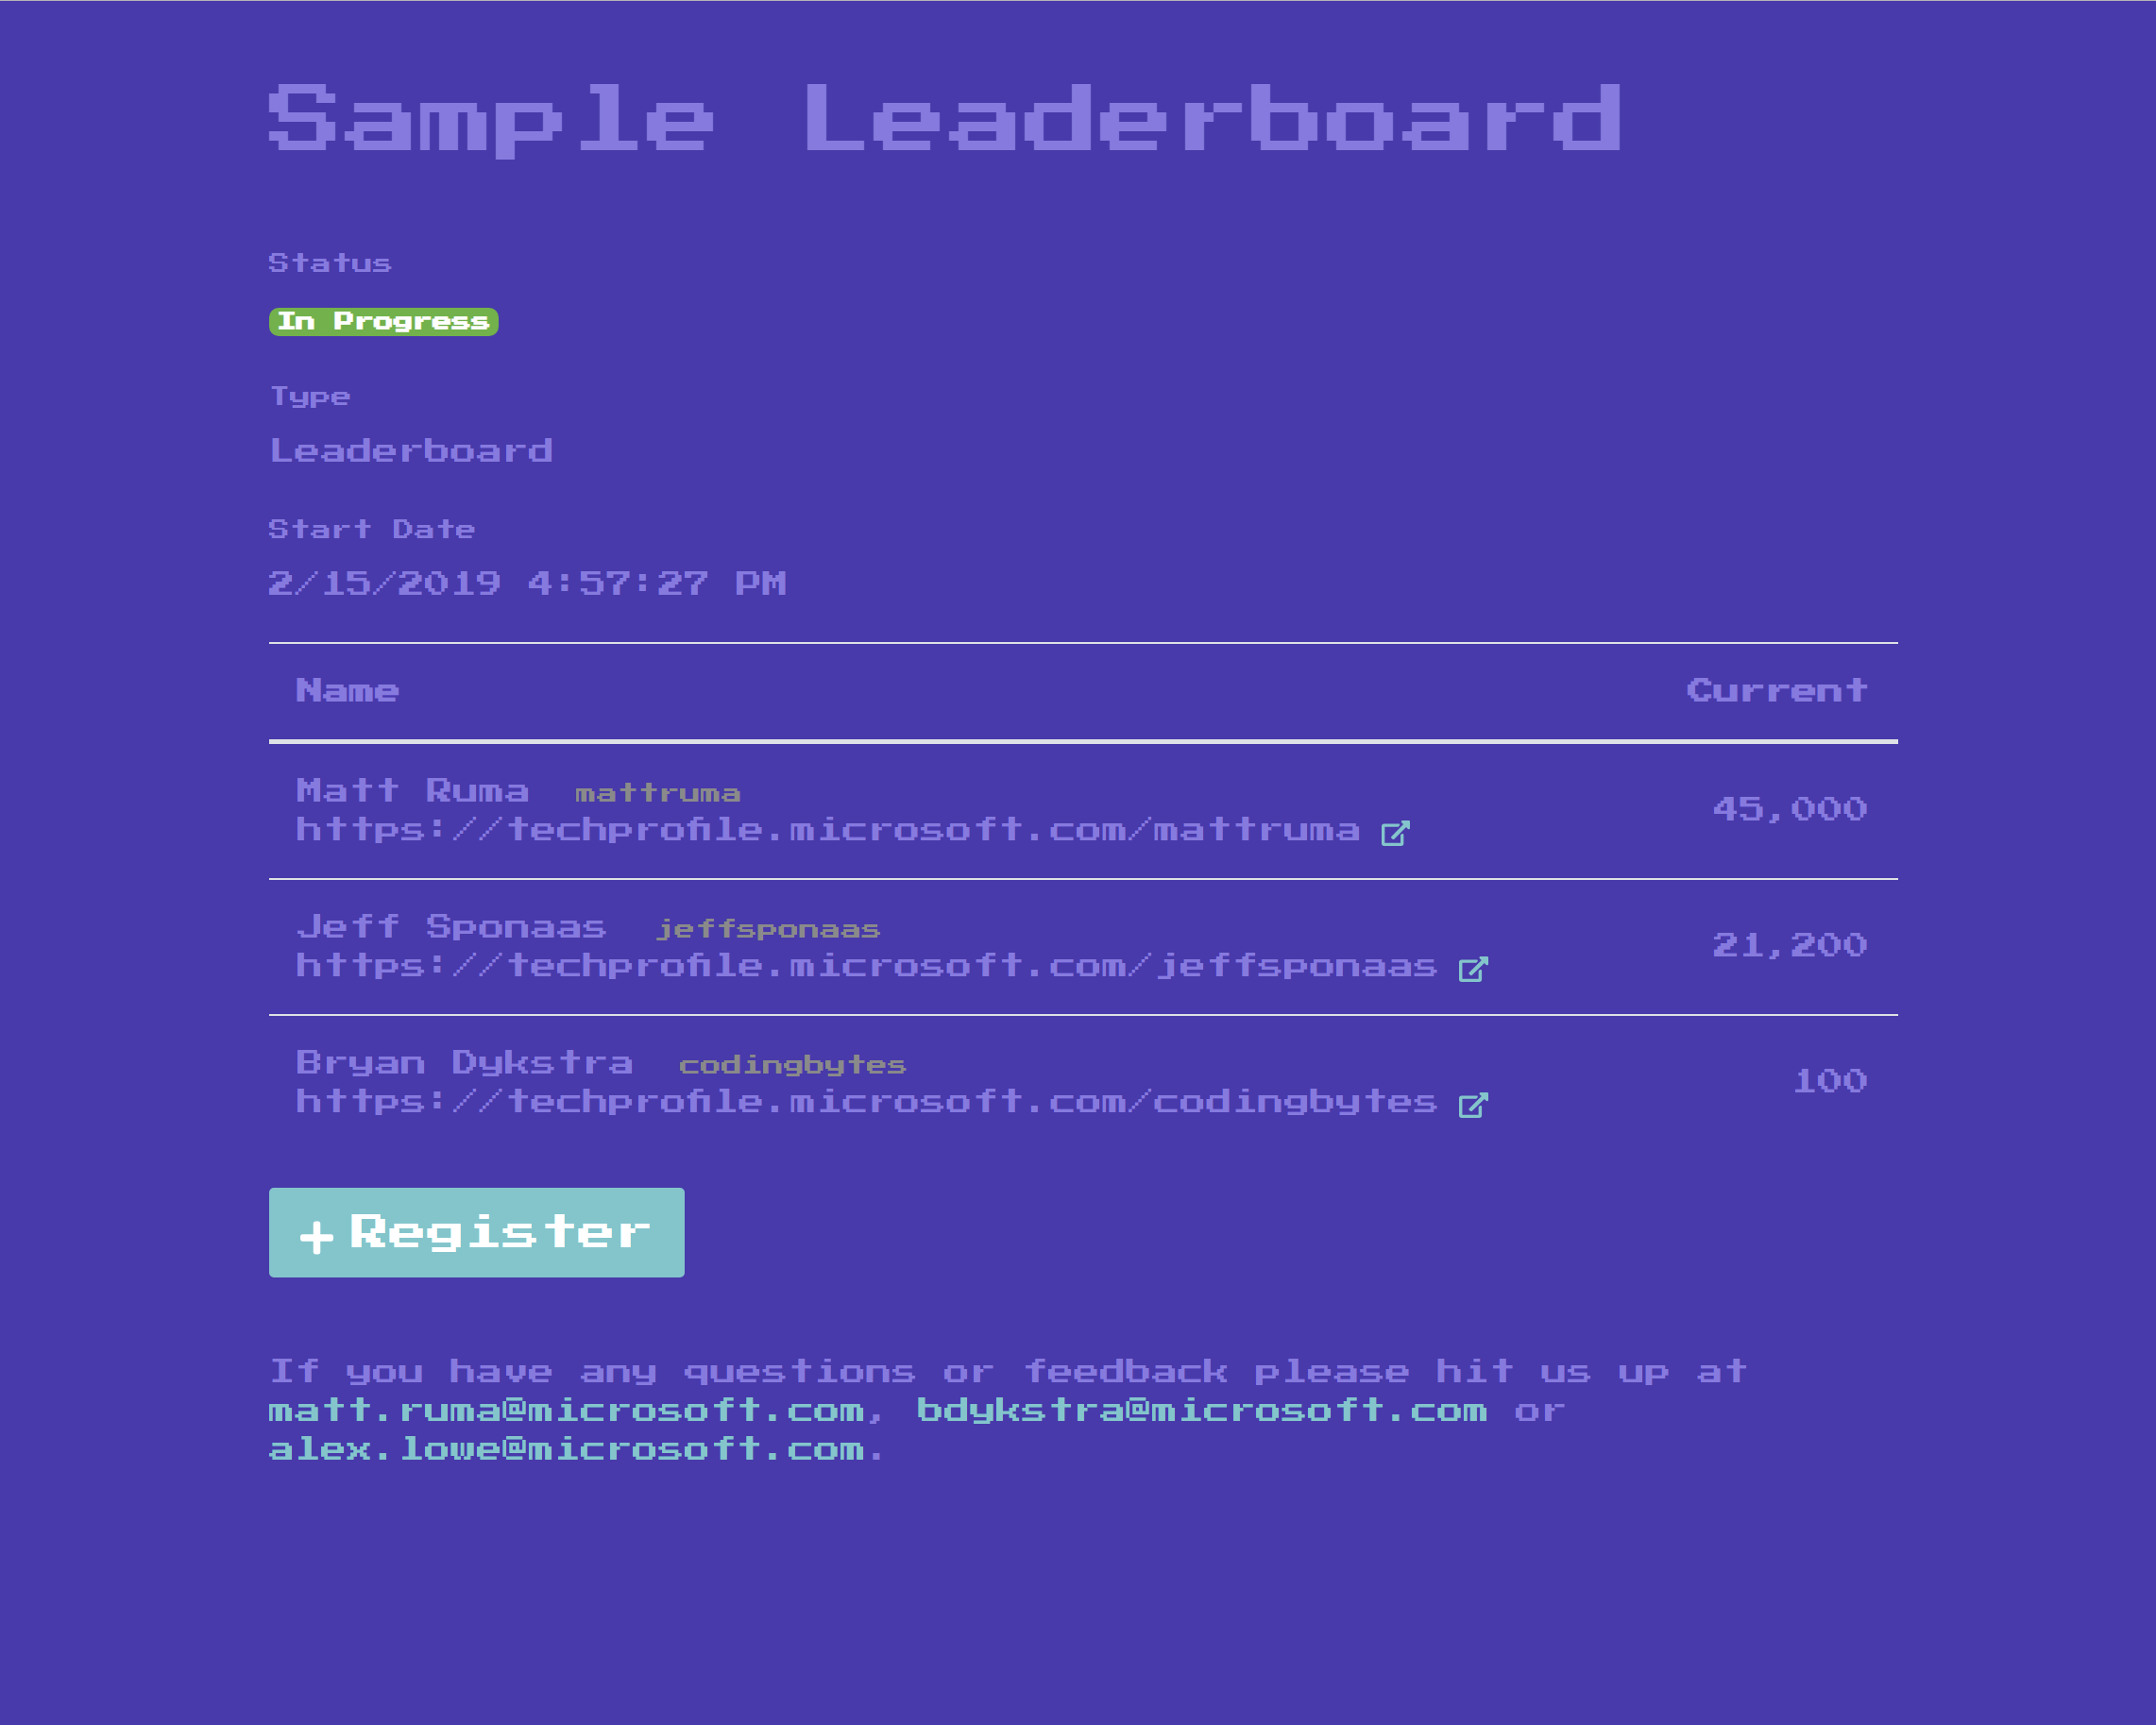 Sample Leaderboard
Status
In Progress
Type
Leaderboard
Start Date
2/15/2019 4:57:27 PM
Name Current
Matt Ruma mattruma
https://techprofile.microsoft.com/mattruma
45,000
Jeff Sponaas jeffsponaas
https://techprofile.microsoft.com/jeffsponaas
21,200
Bryan Dykstra codingbytes
https://techprofile.microsoft.com/codingbytes
100
+ Register
If you have any questions or feedback please hit us up at
matt.ruma@microsoft.com, bdykstra@microsoft.com or
alex.lowe@microsoft.com.